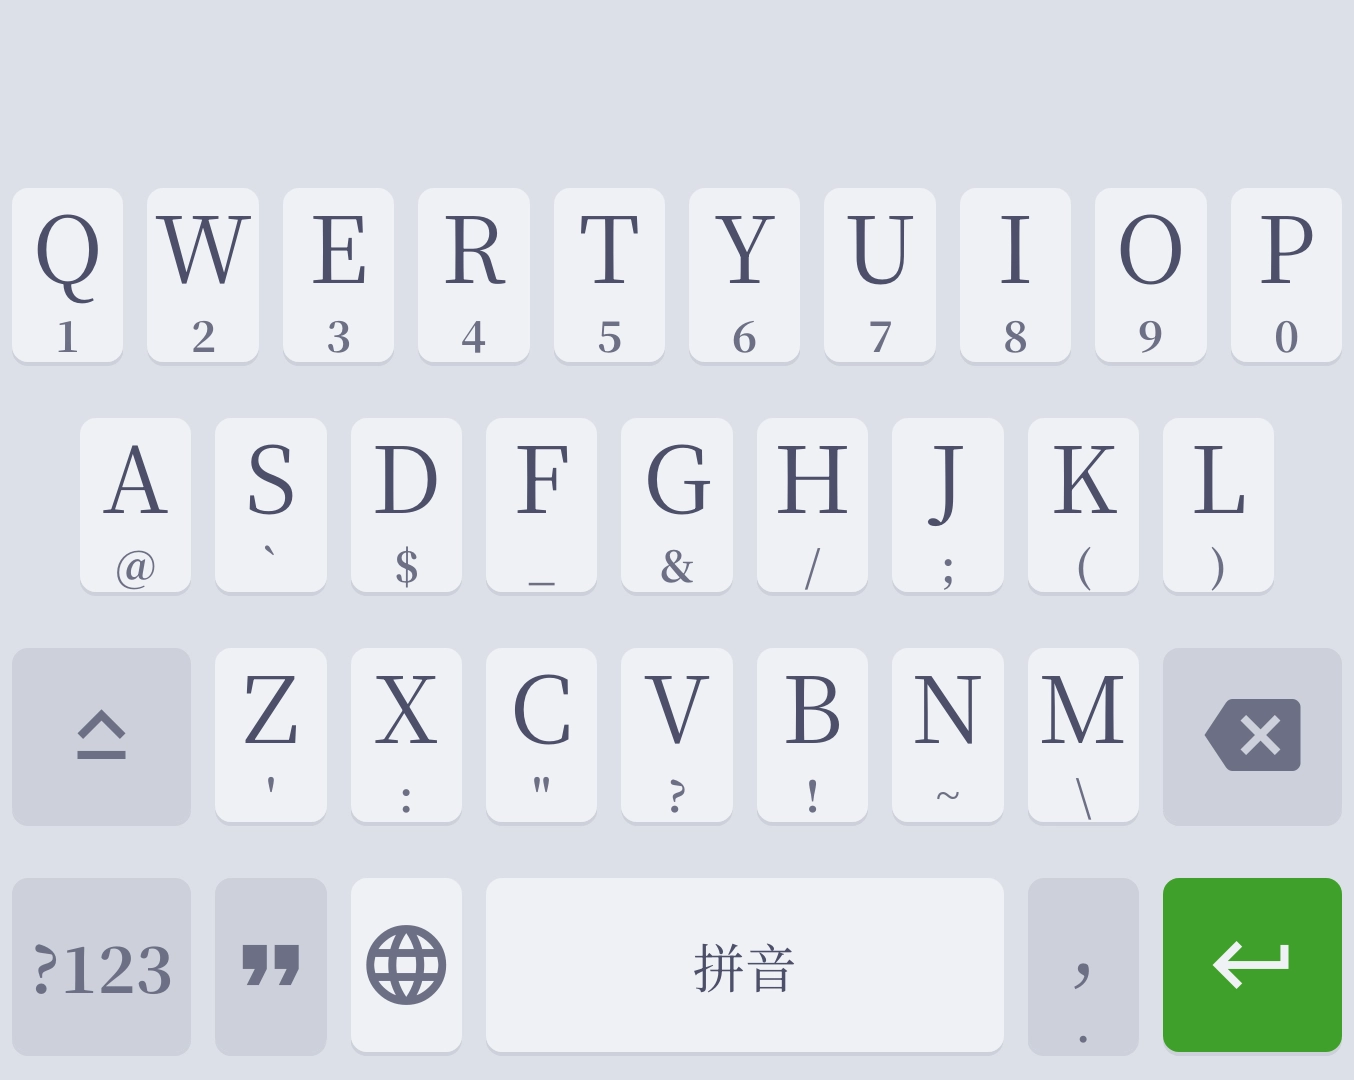 Q W E R T Y U I O P
1 2 3 4 5 6 7 8 9 0
A S D F G H J K L
@ ` $ _ & / ; ( )
Z X C V B N M
' : " ? ! ~ \
?123 拼音 ,
.